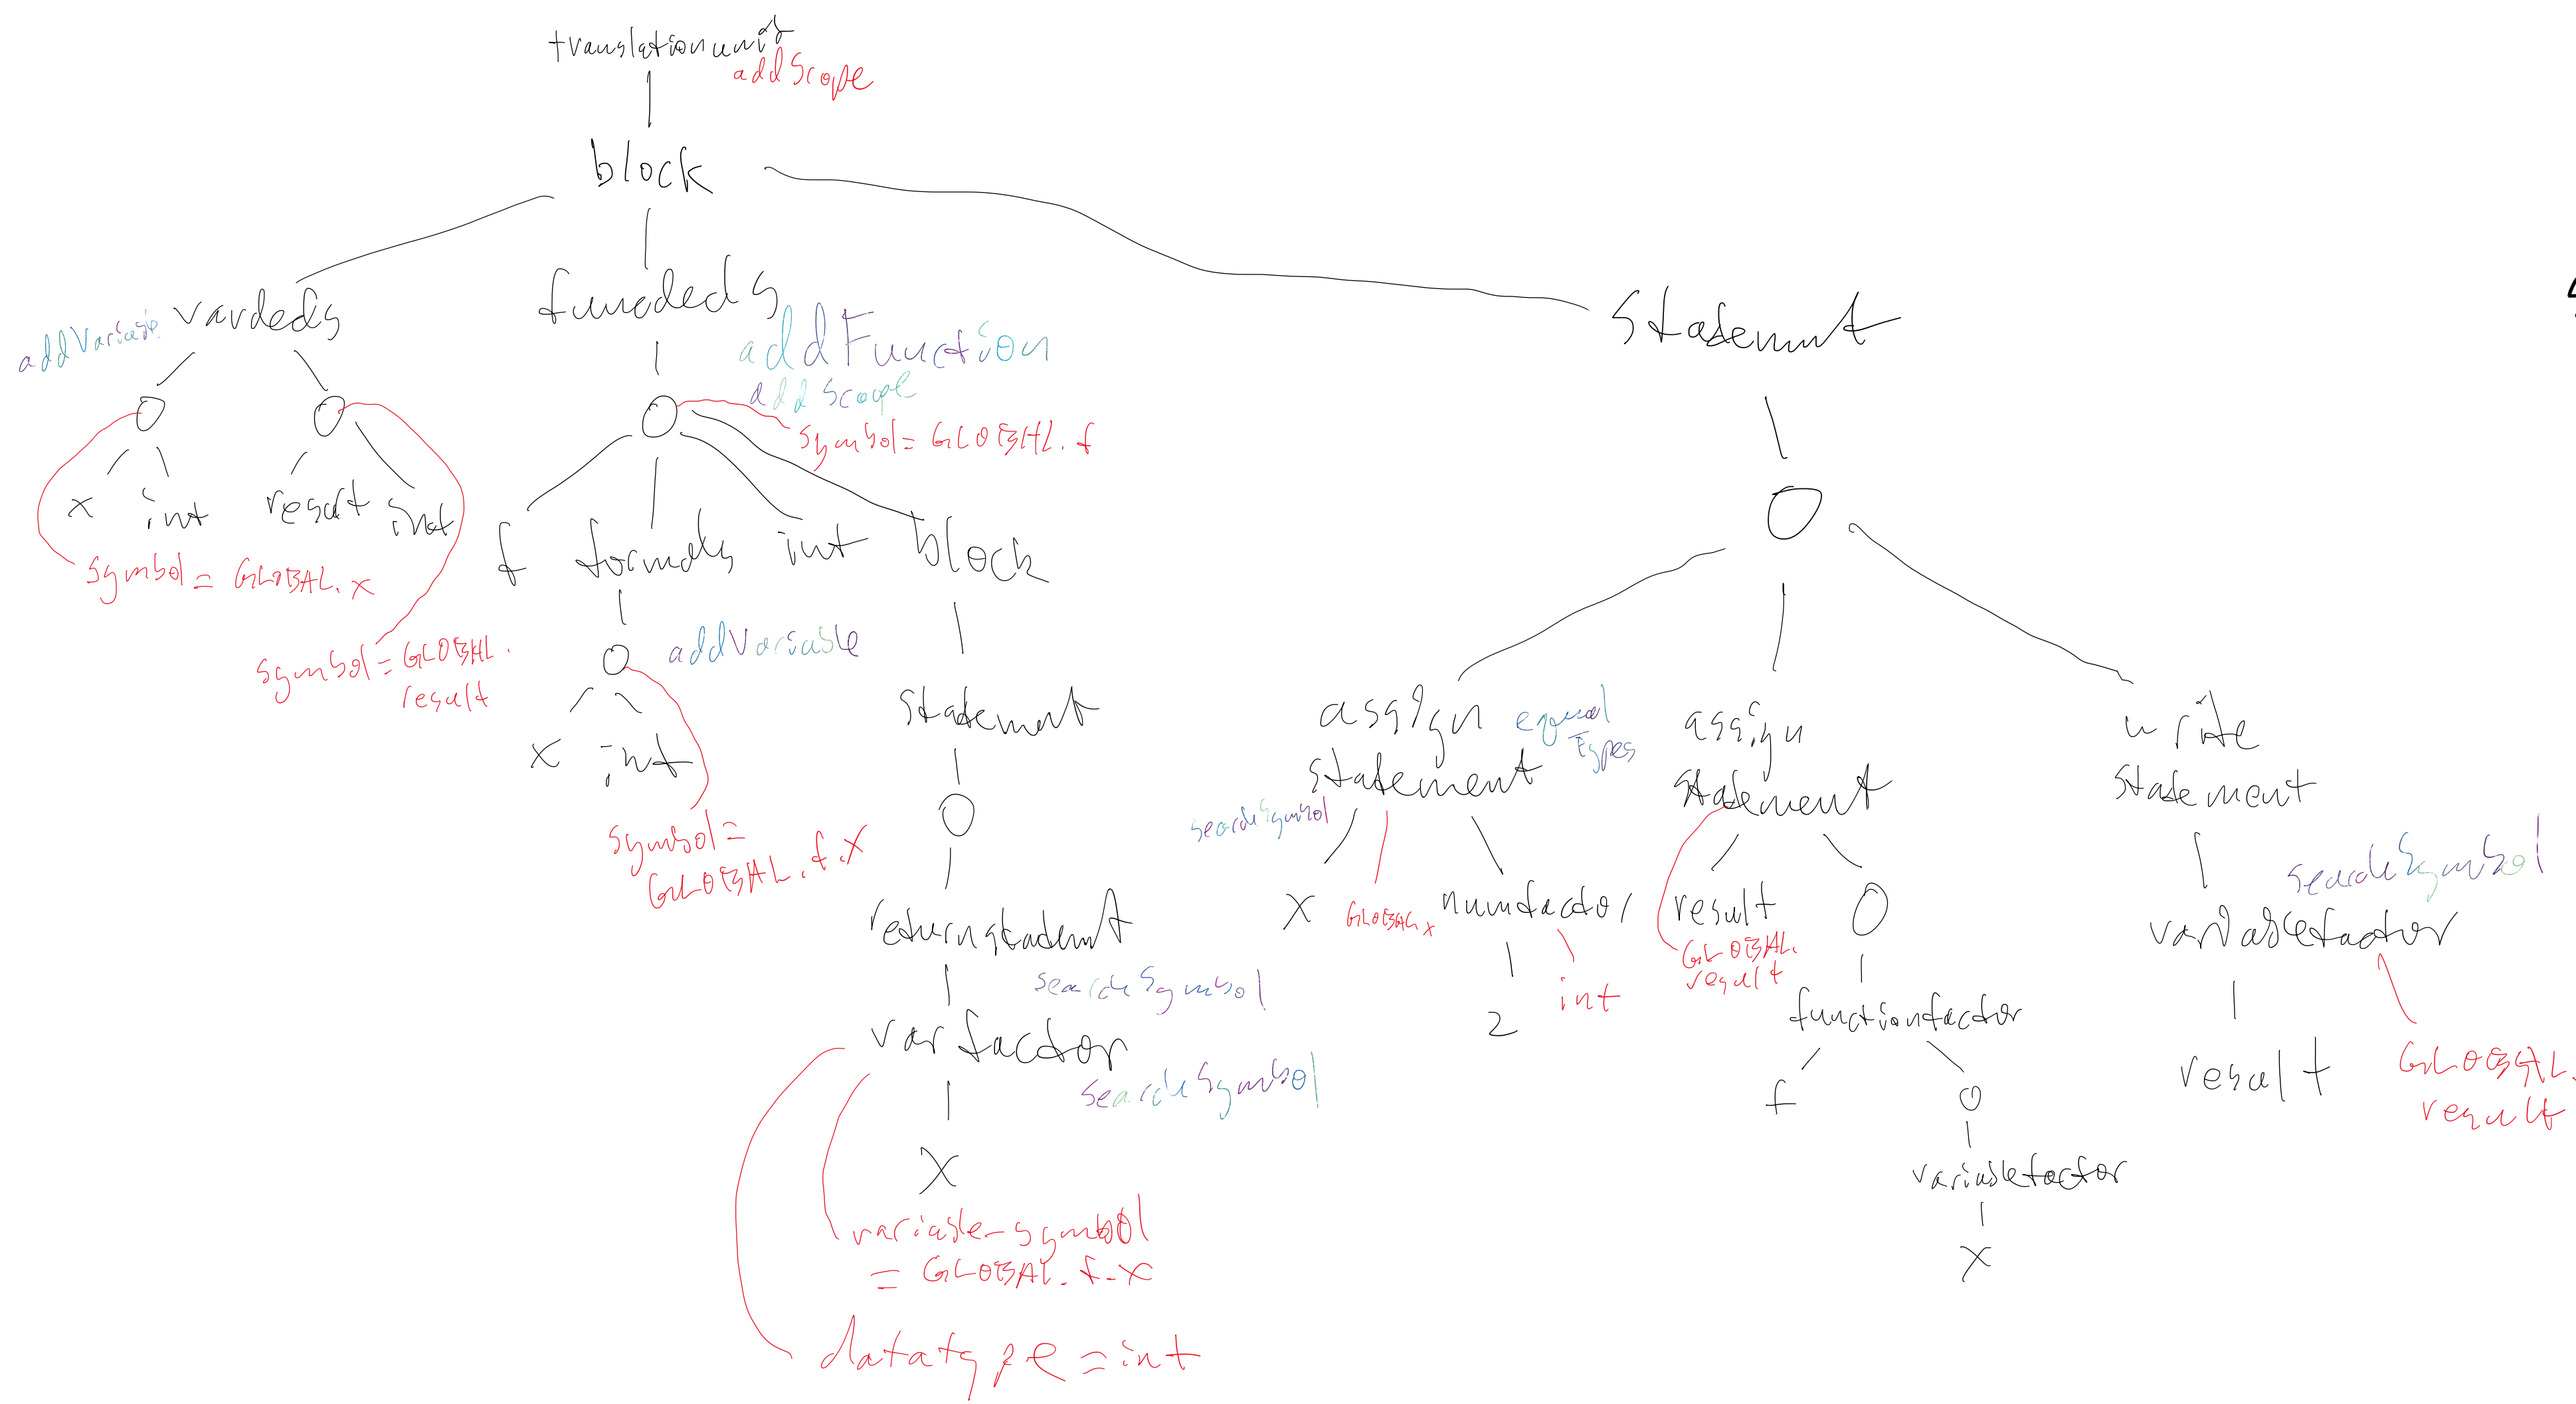 translationunit
addScope
block
vardecls
addVariable
funcdecls
addFunction
addScope
symbol = GLOBAL.f
statement
x
int
result
int
symbol = GLOBAL.x
symbol = GLOBAL.
result
f
formals
int
block
addVariable
x
int
symbol =
GLOBAL.f.x
statement
returnstatemt
searchSymbol
varfactor
searchSymbol
x
variable-symbol
= GLOBAL.f.x
datatype = int
assign
statement
equal
Types
searchSymbol
x
GLOBAL.x
numfactor
2
int
assign
statement
result
GLOBAL.
result
functionfactor
f
variablefactor
x
write
statement
searchSymbol
variablefactor
result
GLOBAL.
result